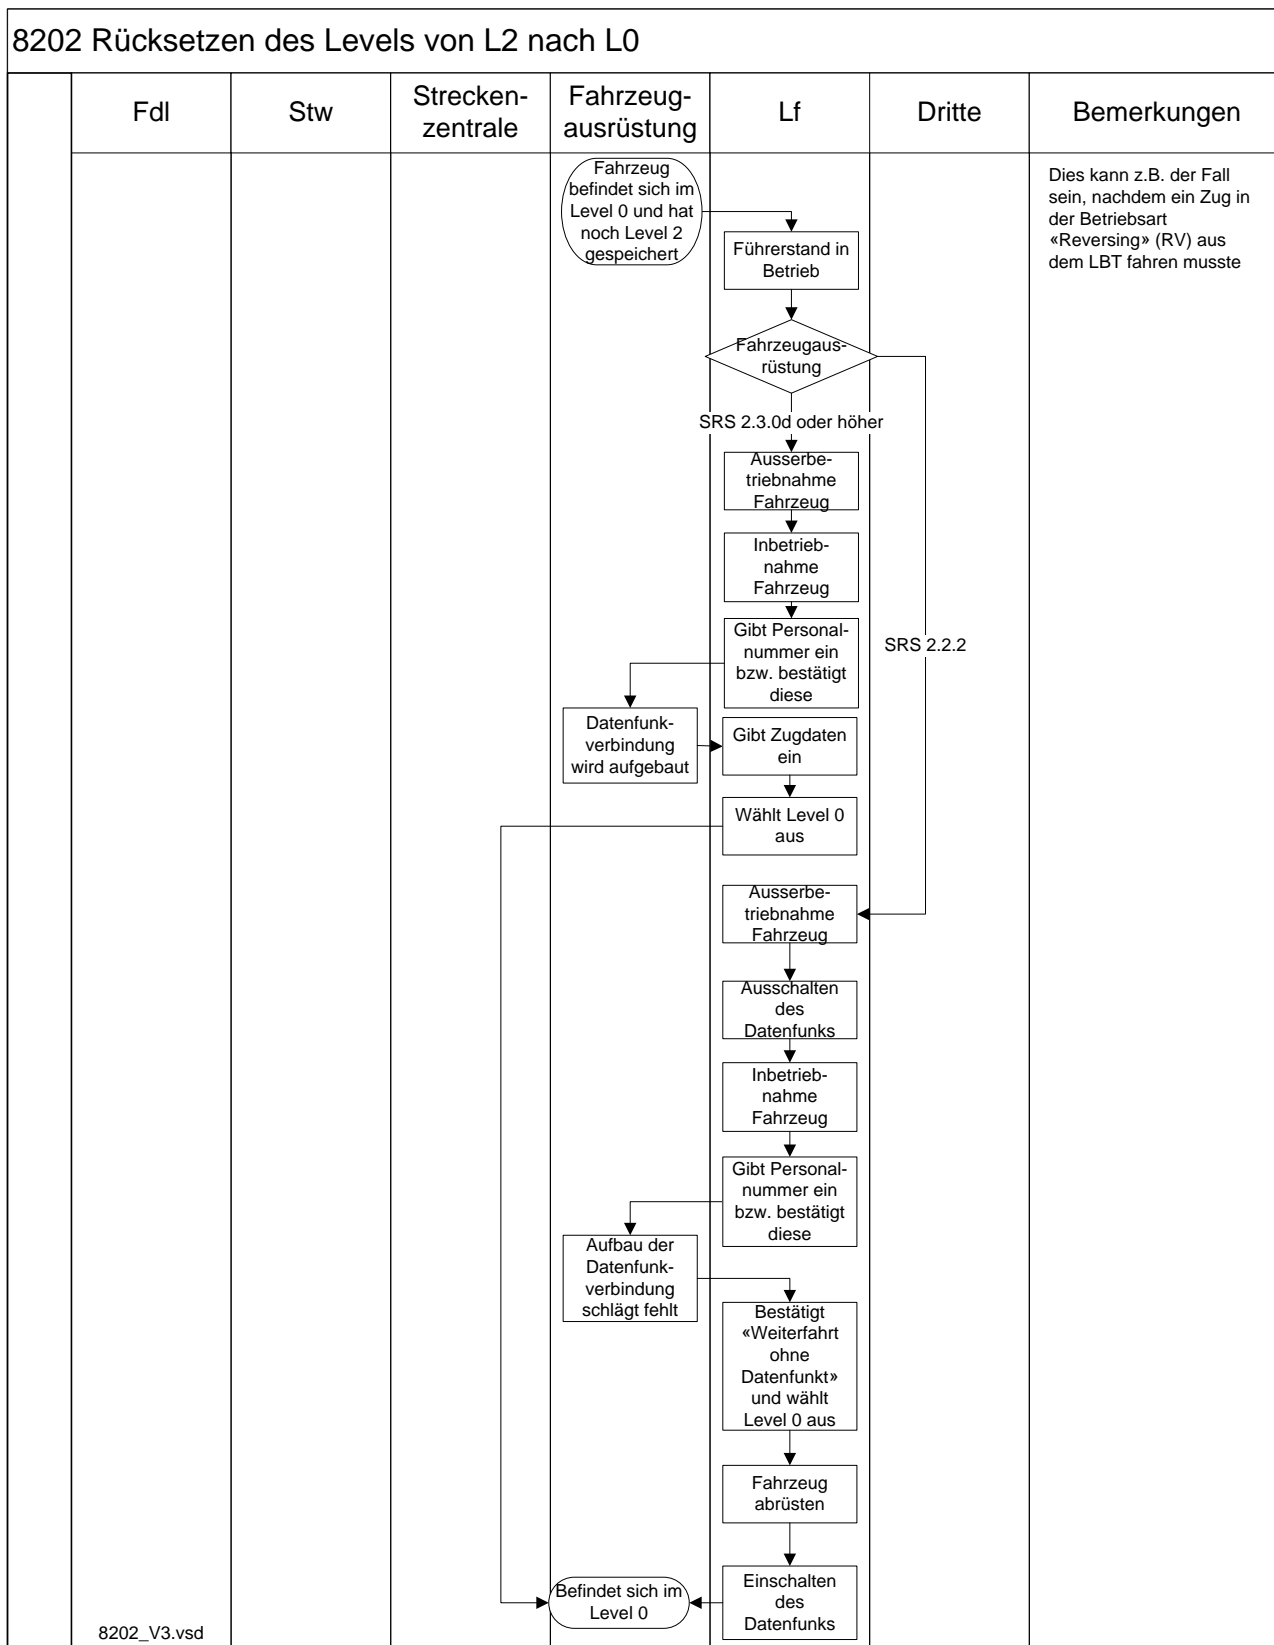 8202 Rücksetzen des Levels von L2 nach L0
Fdl
Stw
Strecken-
zentrale
Fahrzeug-
ausrüstung
Lf
Dritte
Bemerkungen
Fahrzeug
befindet sich im
Level 0 und hat
noch Level 2
gespeichert
Dies kann z.B. der Fall
sein, nachdem ein Zug in
der Betriebsart
«Reversing» (RV) aus
dem LBT fahren musste
Führerstand in
Betrieb
Fahrzeugaus-
rüstung
SRS 2.3.0d oder höher
Ausserbe-
triebnahme
Fahrzeug
Inbetrieb-
nahme
Fahrzeug
Gibt Personal-
nummer ein
bzw. bestätigt
diese
SRS 2.2.2
Datenfunk-
verbindung
wird aufgebaut
Gibt Zugdaten
ein
Wählt Level 0
aus
Ausserbe-
triebnahme
Fahrzeug
Ausschalten
des
Datenfunks
Inbetrieb-
nahme
Fahrzeug
Gibt Personal-
nummer ein
bzw. bestätigt
diese
Aufbau der
Datenfunk-
verbindung
schlägt fehlt
Bestätigt
«Weiterfahrt
ohne
Datenfunkt»
und wählt
Level 0 aus
Fahrzeug
abrüsten
Einschalten
des
Datenfunks
Befindet sich im
Level 0
8202_V3.vsd